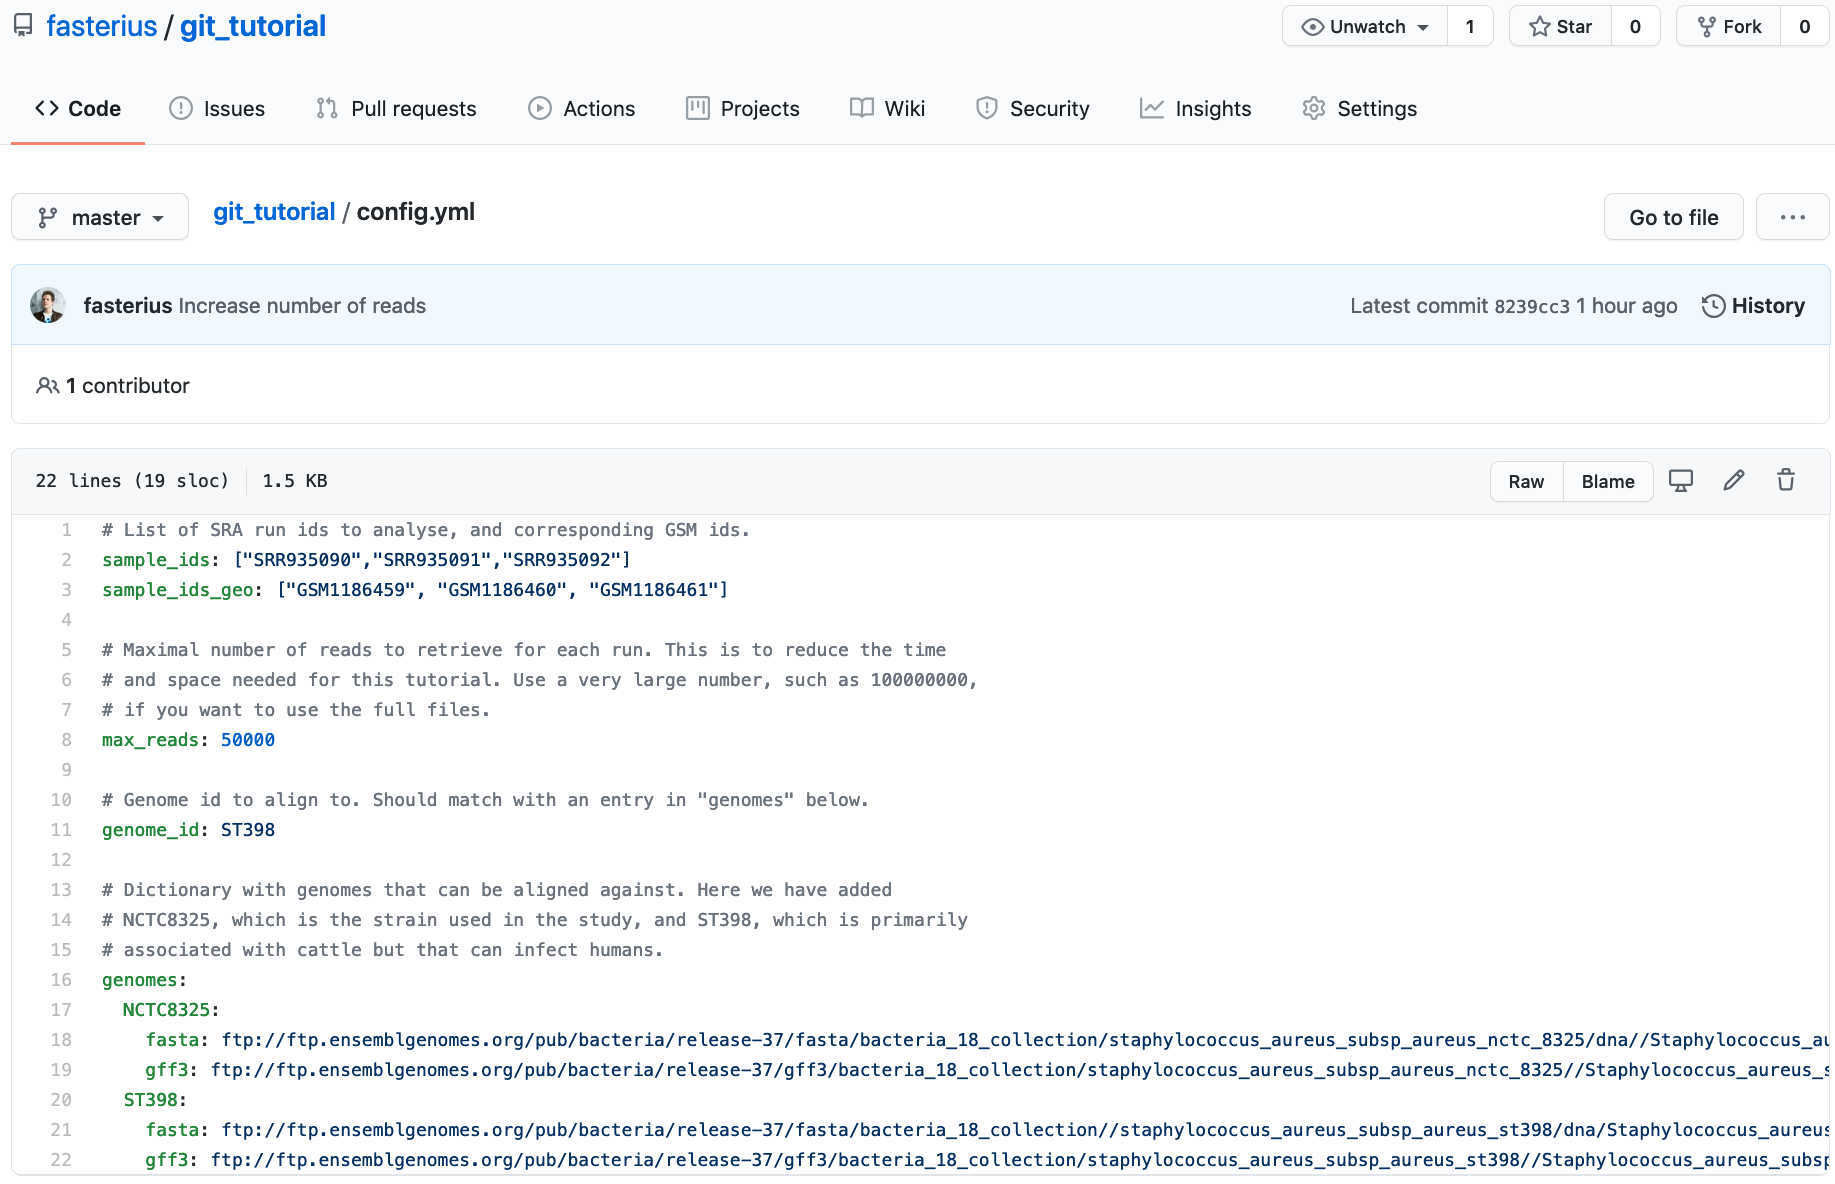 fasterius / git_tutorial
Unwatch 1 Star 0 Fork 0
Code Issues Pull requests Actions Projects Wiki Security Insights Settings
master git_tutorial / config.yml Go to file ...
fasterius Increase number of reads Latest commit 8239cc3 1 hour ago History
1 contributor
22 lines (19 sloc) 1.5 KB Raw Blame
1 # List of SRA run ids to analyse, and corresponding GSM ids.
2 sample_ids: ["SRR935090","SRR935091","SRR935092"]
3 sample_ids_geo: ["GSM1186459", "GSM1186460", "GSM1186461"]
4
5 # Maximal number of reads to retrieve for each run. This is to reduce the time
6 # and space needed for this tutorial. Use a very large number, such as 100000000,
7 # if you want to use the full files.
8 max_reads: 50000
9
10 # Genome id to align to. Should match with an entry in "genomes" below.
11 genome_id: ST398
12
13 # Dictionary with genomes that can be aligned against. Here we have added
14 # NCTC8325, which is the strain used in the study, and ST398, which is primarily
15 # associated with cattle but that can infect humans.
16 genomes:
17 NCTC8325:
18 fasta: ftp://ftp.ensemblgenomes.org/pub/bacteria/release-37/fasta/bacteria_18_collection/staphylococcus_aureus_subsp_aureus_nctc_8325/dna//Staphylococcus_au
19 gff3: ftp://ftp.ensemblgenomes.org/pub/bacteria/release-37/gff3/bacteria_18_collection/staphylococcus_aureus_subsp_aureus_nctc_8325//Staphylococcus_aureus_s
20 ST398:
21 fasta: ftp://ftp.ensemblgenomes.org/pub/bacteria/release-37/fasta/bacteria_18_collection//staphylococcus_aureus_subsp_aureus_st398/dna/Staphylococcus_aureus
22 gff3: ftp://ftp.ensemblgenomes.org/pub/bacteria/release-37/gff3/bacteria_18_collection/staphylococcus_aureus_subsp_aureus_st398//Staphylococcus_aureus_subsp